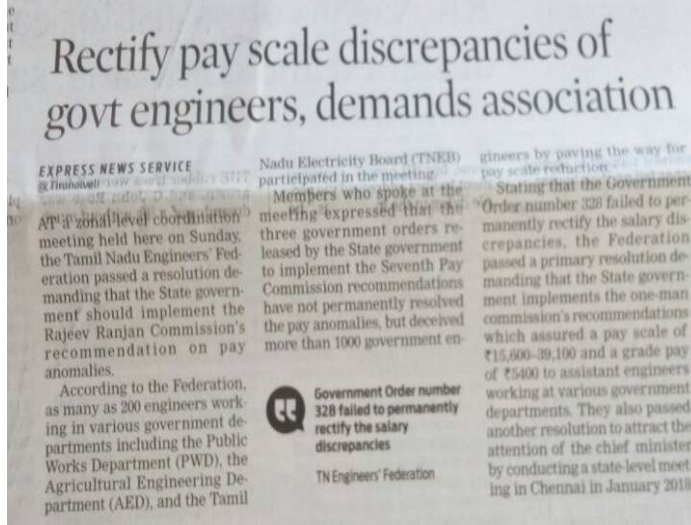 Rectify pay scale discrepancies of
govt engineers, demands association
EXPRESS NEWS SERVICE
@ Tirunelveli
AT a zonal level coordination
meeting held here on Sunday,
the Tamil Nadu Engineers' Fed-
eration passed a resolution de-
manding that the State govern-
ment should implement the
Rajeev Ranjan Commission's
recommendation on pay
anomalies.
According to the Federation,
as many as 200 engineers work-
ing in various government de-
partments including the Public
Works Department (PWD), the
Agricultural Engineering De-
partment (AED), and the Tamil
Nadu Electricity Board (TNEB)
participated in the meeting.
Members who spoke at the
meeting expressed that the
three government orders re-
leased by the State government
to implement the Seventh Pay
Commission recommendations
have not permanently resolved
the pay anomalies, but deceived
more than 1000 government en-
Government Order number
328 failed to permanently
rectify the salary
discrepancies
TN Engineers' Federation
gineers by paving the way for
pay scale reduction.
Stating that the Government
Order number 328 failed to per-
manently rectify the salary dis-
crepancies, the Federation
passed a primary resolution de-
manding that the State govern-
ment implements the one-man
commission's recommendations
which assured a pay scale of
₹15,600-39,100 and a grade pay
of ₹5400 to assistant engineers
working at various government
departments. They also passed
another resolution to attract the
attention of the chief minister
by conducting a state-level meet
ing in Chennai in January 2018